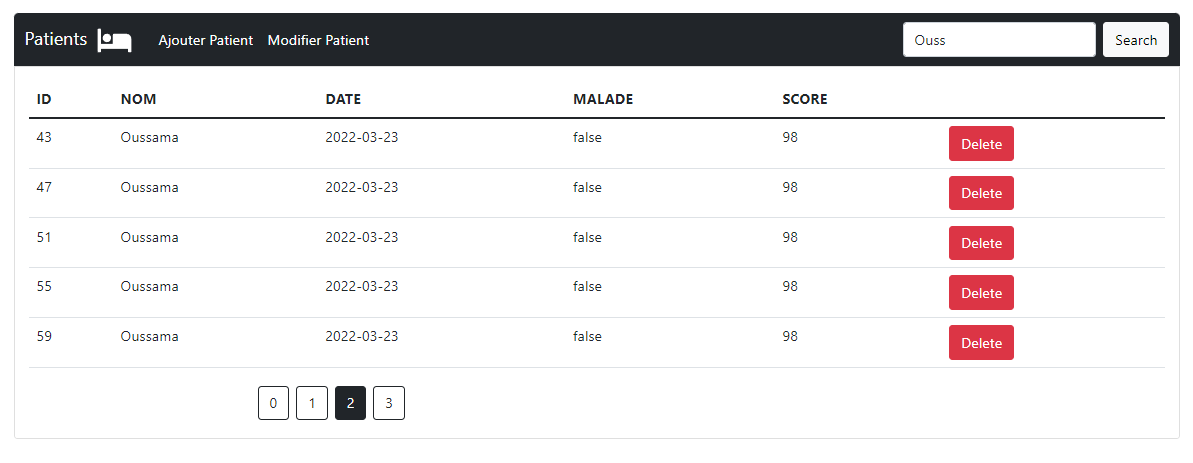 Patients Ajouter Patient Modifier Patient Ouss Search
ID NOM DATE MALADE SCORE
43 Oussama 2022-03-23 false 98 Delete
47 Oussama 2022-03-23 false 98 Delete
51 Oussama 2022-03-23 false 98 Delete
55 Oussama 2022-03-23 false 98 Delete
59 Oussama 2022-03-23 false 98 Delete
0 1 2 3